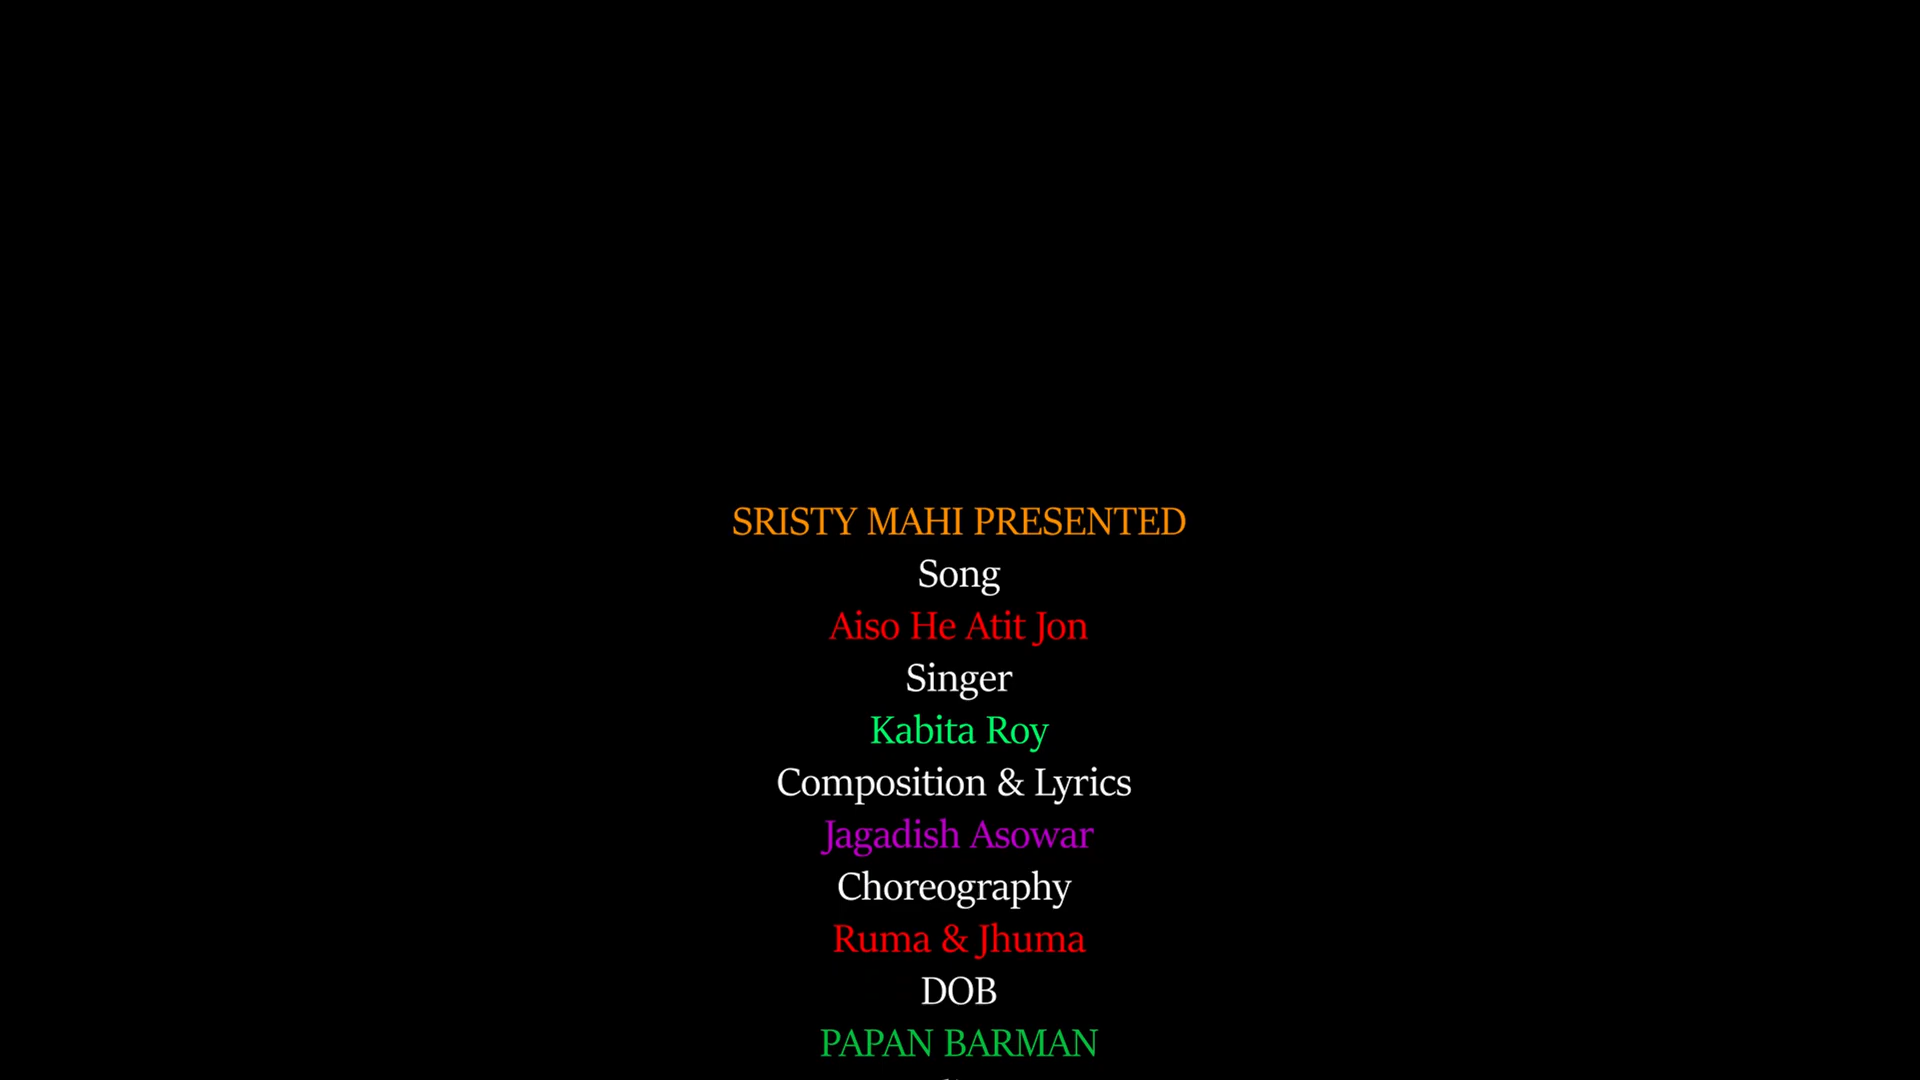 SRISTY MAHI PRESENTED
Song
Aiso He Atit Jon
Singer
Kabita Roy
Composition & Lyrics
Jagadish Asowar
Choreography
Ruma & Jhuma
DOB
PAPAN BARMAN